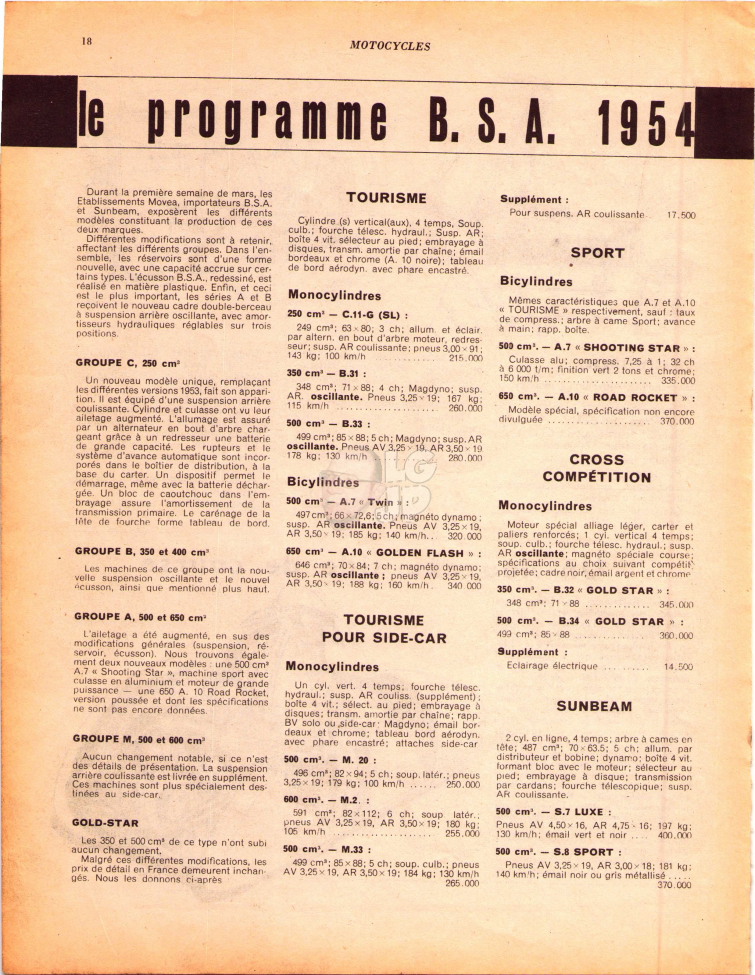 18
MOTOCYCLES
le programme B. S. A. 1954
Durant la première semaine de mars, les
Etablissements Movea, importateurs B.S.A.
et Sunbeam, exposèrent les différents
modèles constituant la production de ces
deux marques.
Différentes modifications sont à retenir,
affectant les différents groupes. Dans l'en-
semble, les réservoirs sont d'une forme
nouvelle, avec une capacité accrue sur cer-
tains types. L'écusson B.S.A., redessiné, est
réalisé en matière plastique. Enfin, et ceci
est le plus important, les séries A et B
reçoivent le nouveau cadre double-berceau
à suspension arrière oscillante, avec amor-
tisseurs hydrauliques réglables sur trois
positions.
GROUPE C, 250 cm³
Un nouveau modèle unique, remplaçant
les différentes versions 1953, fait son appari-
tion. Il est équipé d'une suspension arrière
coulissante. Cylindre et culasse ont vu leur
ailetage augmenté. L'allumage est assuré
par un alternateur en bout d'arbre char-
geant grâce à un redresseur une batterie
de grande capacité. Les rupteurs et le
système d'avance automatique sont incor-
porés dans le boîtier de distribution, à la
base du carter. Un dispositif permet le
démarrage, même avec la batterie déchar-
gée. Un bloc de caoutchouc dans l'em-
brayage assure l'amortissement de la
transmission primaire. Le carénage de la
tête de fourche forme tableau de bord.
GROUPE B, 350 et 400 cm³
Les machines de ce groupe ont la nou-
velle suspension oscillante et le nouvel
écusson, ainsi que mentionné plus haut.
GROUPE A, 500 et 650 cm³
L'ailetage a été augmenté, en sus des
modifications générales (suspension, ré-
servoir, écusson). Nous trouvons égale-
ment deux nouveaux modèles : une 500 cm³
A.7 « Shooting Star », machine sport avec
culasse en aluminium et moteur de grande
puissance — une 650 A. 10 Road Rocket,
version poussée et dont les spécifications
ne sont pas encore données.
GROUPE M, 500 et 600 cm³
Aucun changement notable, si ce n'est
des détails de présentation. La suspension
arrière coulissante est livrée en supplément.
Ces machines sont plus spécialement des-
tinées au side-car.
GOLD-STAR
Les 350 et 500 cm³ de ce type n'ont subi
aucun changement.
Malgré ces différentes modifications, les
prix de détail en France demeurent inchan-
gés. Nous les donnons ci-après
TOURISME
Cylindre (s) vertical(aux), 4 temps, Soup.
culb.; fourche télesc. hydraul.; Susp. AR;
boîte 4 vit. sélecteur au pied; embrayage à
disques, transm. amortie par chaîne; émail
bordeaux et chrome (A. 10 noire); tableau
de bord aérodyn. avec phare encastré.
Monocylindres
250 cm³ — C.11-G (SL) :
249 cm³; 63 × 80; 3 ch; allum. et éclair.
par altern. en bout d'arbre moteur, redres-
seur; susp. AR coulissante; pneus 3,00 × 91;
143 kg; 100 km/h .................... 215.000
350 cm³ — B.31 :
348 cm³; 71 × 88; 4 ch; Magdyno; susp.
AR. oscillante. Pneus 3,25×19; 167 kg;
115 km/h .................... 260.000
500 cm³ — B.33 :
499 cm³; 85 × 88; 5 ch; Magdyno; susp. AR
oscillante. Pneus AV 3,25 × 19, AR 3,50 × 19
178 kg; 130 km/h .................... 280.000
Bicylindres
500 cm³ — A.7 « Twin » :
497 cm³; 66 × 72,6; 5 ch; magnéto dynamo;
susp. AR oscillante. Pneus AV 3,25 × 19,
AR 3,50 × 19; 185 kg; 140 km/h.. 320.000
650 cm³ — A.10 « GOLDEN FLASH » :
646 cm³; 70 × 84; 7 ch; magnéto dynamo;
susp. AR oscillante; pneus AV 3,25 × 19,
AR 3,50 × 19; 188 kg; 160 km/h.. 340.000
TOURISME
POUR SIDE-CAR
Monocylindres
Un cyl. vert. 4 temps; fourche télesc.
hydraul.; susp. AR couliss. (supplément);
boîte 4 vit.; sélect. au pied; embrayage à
disques; transm. amortie par chaîne; rapp.
BV solo ou side-car; Magdyno; émail bor-
deaux et chrome; tableau bord aérodyn.
avec phare encastré; attaches side-car
500 cm³. — M. 20 :
496 cm³; 82 × 94; 5 ch; soup. latér.; pneus
3,25 × 19; 179 kg; 100 km/h ...... 250.000
600 cm³. — M.2. :
591 cm³; 82 × 112; 6 ch; soup latér.;
pneus AV 3,25 × 19, AR 3,50 × 19; 180 kg;
105 km/h .................... 255.000
500 cm³. — M.33 :
499 cm³; 85 × 88; 5 ch; soup. culb.; pneus
AV 3,25 × 19, AR 3,50 × 19; 184 kg; 130 km/h
265.000
Supplément :
Pour suspens. AR coulissante.. 17.500
SPORT
Bicylindres
Mêmes caractéristiques que A.7 et A.10
« TOURISME » respectivement, sauf : taux
de compress.; arbre à came Sport; avance
à main; rapp. boîte.
500 cm³. — A.7 « SHOOTING STAR » :
Culasse alu; compress. 7,25 à 1; 32 ch
à 6 000 t/m; finition vert 2 tons et chrome;
150 km/h .................... 335.000
650 cm³. — A.10 « ROAD ROCKET » :
Modèle spécial, spécification non encore
divulguée .................... 370.000
CROSS
COMPÉTITION
Monocylindres
Moteur spécial alliage léger, carter et
paliers renforcés; 1 cyl. vertical 4 temps;
soup. culb.; fourche télesc. hydraul.; susp.
AR oscillante; magnéto spéciale course;
spécifications au choix suivant compétit
projetée; cadre noir, émail argent et chrome
350 cm³. — B.32 « GOLD STAR » :
348 cm³; 71 × 88 ............. 345.000
500 cm³. — B.34 « GOLD STAR » :
499 cm³; 85 × 88 ............. 360.000
Supplément :
Eclairage électrique .......... 14.500
SUNBEAM
2 cyl. en ligne, 4 temps; arbre à cames en
tête; 487 cm³; 70 × 63.5; 5 ch; allum. par
distributeur et bobine; dynamo; boîte 4 vit.
formant bloc avec le moteur; sélecteur au
pied; embrayage à disque; transmission
par cardans; fourche télescopique; susp.
AR coulissante.
500 cm³. — S.7 LUXE :
Pneus AV 4,50 × 16, AR 4,75 × 16; 197 kg;
130 km/h; émail vert et noir .... 400.000
500 cm³. — S.8 SPORT :
Pneus AV 3,25 × 19, AR 3,00 × 18; 181 kg;
140 km/h; émail noir ou gris métallisé .....
370.000